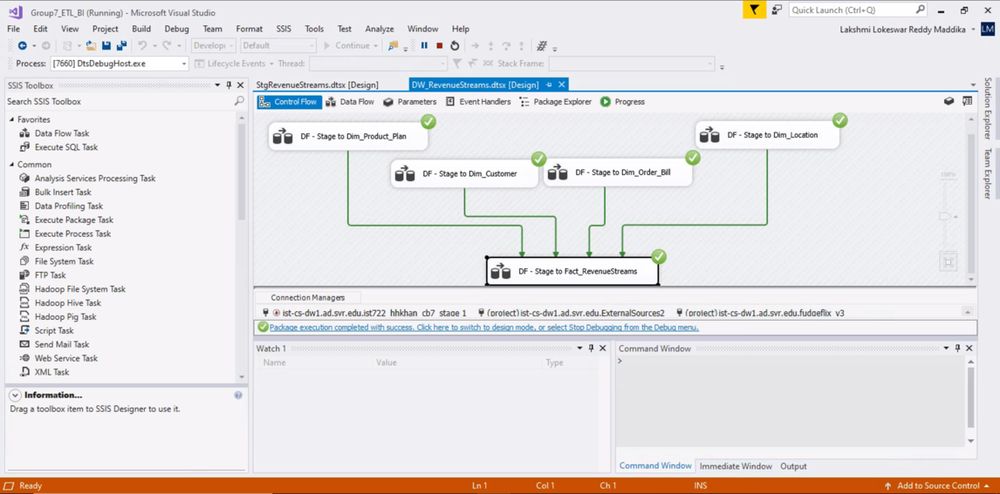 Group7_ETL_BI (Running) - Microsoft Visual Studio
Quick Launch (Ctrl+Q)
File Edit View Project Build Debug Team Format SSIS Tools Test Analyze Window Help
Lakshmi Lokeswar Reddy Maddika LM
Developi Default Continue
Process: [7660] DtsDebugHost.exe Lifecycle Events Thread: Stack Frame:
SSIS Toolbox
Search SSIS Toolbox
Favorites
Data Flow Task
Execute SQL Task
Common
Analysis Services Processing Task
Bulk Insert Task
Data Profiling Task
Execute Package Task
Execute Process Task
Expression Task
File System Task
FTP Task
Hadoop File System Task
Hadoop Hive Task
Hadoop Pig Task
Script Task
Send Mail Task
Web Service Task
XML Task
Information...
Drag a toolbox item to SSIS Designer to use it.
StgRevenueStreams.dtsx [Design] DW_RevenueStreams.dtsx [Design]
Control Flow Data Flow Parameters Event Handlers Package Explorer Progress
DF - Stage to Dim_Product_Plan
DF - Stage to Dim_Location
DF - Stage to Dim_Customer
DF - Stage to Dim_Order_Bill
DF - Stage to Fact_RevenueStreams
100%
Connection Managers
ist-cs-dw1.ad.svr.edu.ist722_hhkhan_cb7_stage 1 (project)ist-cs-dw1.ad.svr.edu.ExternalSources2 (project)ist-cs-dw1.ad.svr.edu.fudgeflix_v3
Package execution completed with success. Click here to switch to design mode, or select Stop Debugging from the Debug menu.
Watch 1
Name Value Type
Command Window
>
Command Window Immediate Window Output
Solution Explorer
Team Explorer
Ready Ln 1 Col 1 Ch 1 INS Add to Source Control